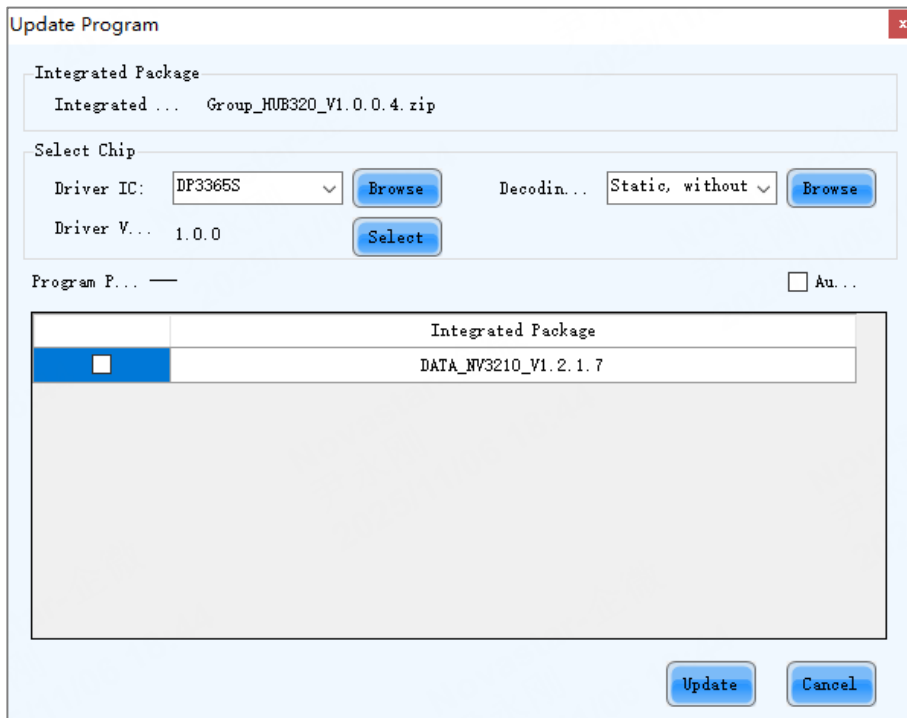 Update Program
x
Integrated Package
Integrated ... Group_HUB320_V1.0.0.4.zip
Select Chip
Driver IC: DP3365S Browse Decodin... Static, without Browse
Driver V... 1.0.0 Select
Program P... Au...
Integrated Package
DATA_NV3210_V1.2.1.7
Update Cancel